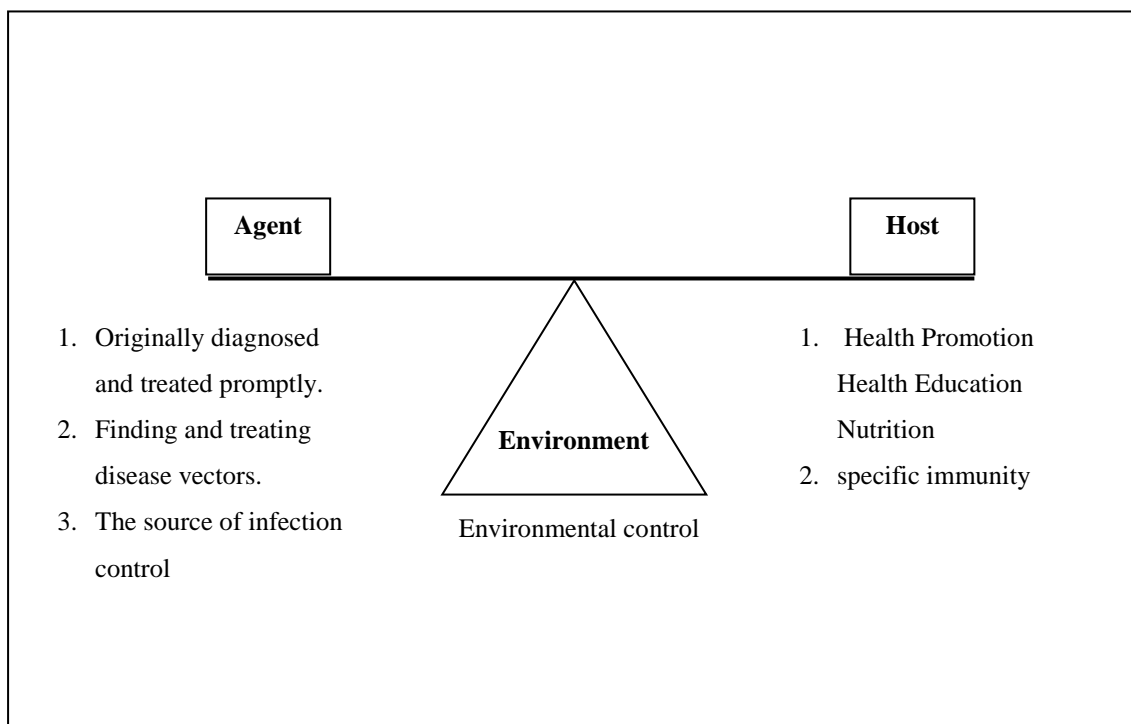 Agent
Host
1. Originally diagnosed
and treated promptly.
2. Finding and treating
disease vectors.
3. The source of infection
control
Environment
Environmental control
1. Health Promotion
Health Education
Nutrition
2. specific immunity